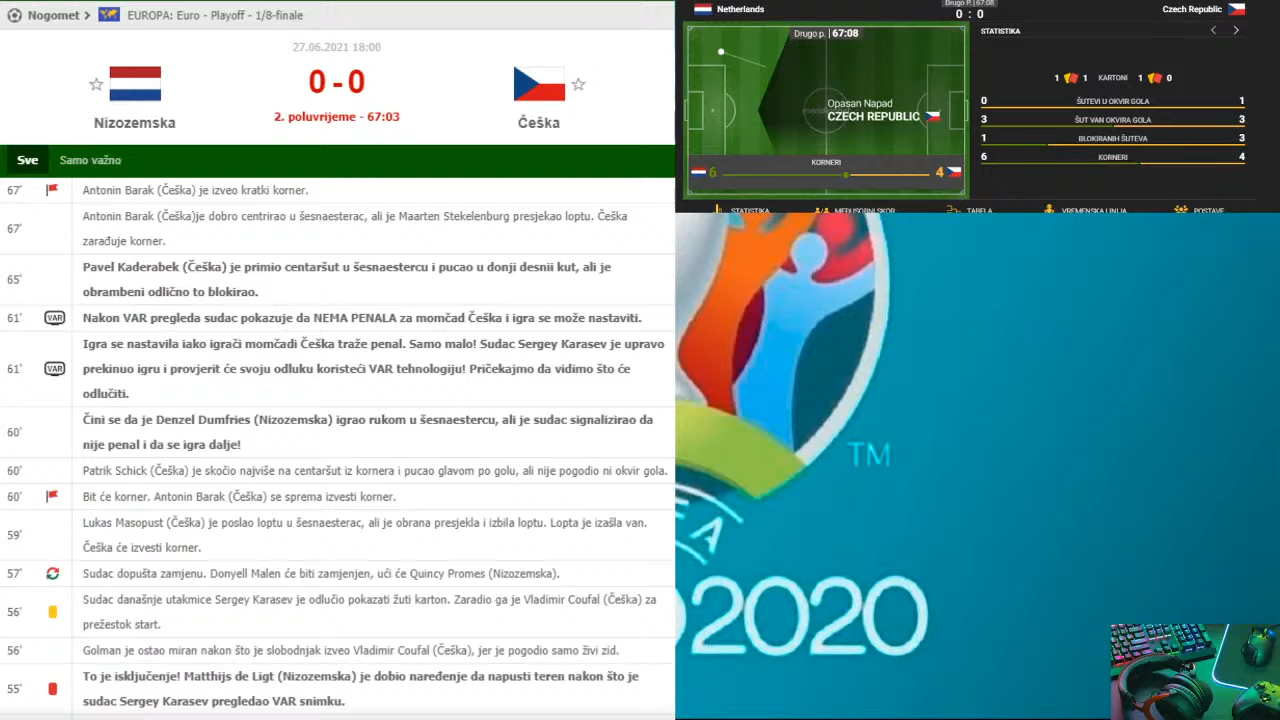 Nogomet > EUROPA: Euro - Playoff - 1/8-finale
27.06.2021 18:00
0 - 0
2. poluvrijeme - 67:03
Nizozemska
Češka
Sve Samo važno
67' Antonin Barak (Češka) je izveo kratki korner.
67' Antonin Barak (Češka)je dobro centrirao u šesnaesterac, ali je Maarten Stekelenburg presjekao loptu. Češka
zarađuje korner.
65' Pavel Kaderabek (Češka) je primio centaršut u šesnaestercu i pucao u donji desnii kut, ali je
obrambeni odlično to blokirao.
61' VAR Nakon VAR pregleda sudac pokazuje da NEMA PENALA za momčad Češka i igra se može nastaviti.
61' VAR Igra se nastavila iako igrači momčadi Češka traže penal. Samo malo! Sudac Sergey Karasev je upravo
prekinuo igru i provjerit će svoju odluku koristeći VAR tehnologiju! Pričekajmo da vidimo što će
odlučiti.
60' Čini se da je Denzel Dumfries (Nizozemska) igrao rukom u šesnaestercu, ali je sudac signalizirao da
nije penal i da se igra dalje!
60' Patrik Schick (Češka) je skočio najviše na centaršut iz kornera i pucao glavom po golu, ali nije pogodio ni okvir gola.
60' Bit će korner. Antonin Barak (Češka) se sprema izvesti korner.
59' Lukas Masopust (Češka) je poslao loptu u šesnaesterac, ali je obrana presjekla i izbila loptu. Lopta je izašla van.
Češka će izvesti korner.
57' Sudac dopušta zamjenu. Donyell Malen će biti zamjenjen, ući će Quincy Promes (Nizozemska).
56' Sudac današnje utakmice Sergey Karasev je odlučio pokazati žuti karton. Zaradio ga je Vladimir Coufal (Češka) za
prežestok start.
56' Golman je ostao miran nakon što je slobodnjak izveo Vladimir Coufal (Češka), jer je pogodio samo živi zid.
55' To je isključenje! Matthijs de Ligt (Nizozemska) je dobio naređenje da napusti teren nakon što je
sudac Sergey Karasev pregledao VAR snimku.
Drugo P. | 67:08
Netherlands 0 : 0 Czech Republic
Drugo p. | 67:08
Opasan Napad
CZECH REPUBLIC
KORNERI
6 4
STATISTIKA
1 1 KARTONI 1 0
0 ŠUTEVI U OKVIR GOLA 1
3 ŠUT VAN OKVIRA GOLA 3
1 BLOKIRANIH ŠUTEVA 3
6 KORNERI 4
STATISTIKA MEĐUSOBNI SKOR TABELA VREMENSKA LINIJA POSTAVE
TM
FA
2020